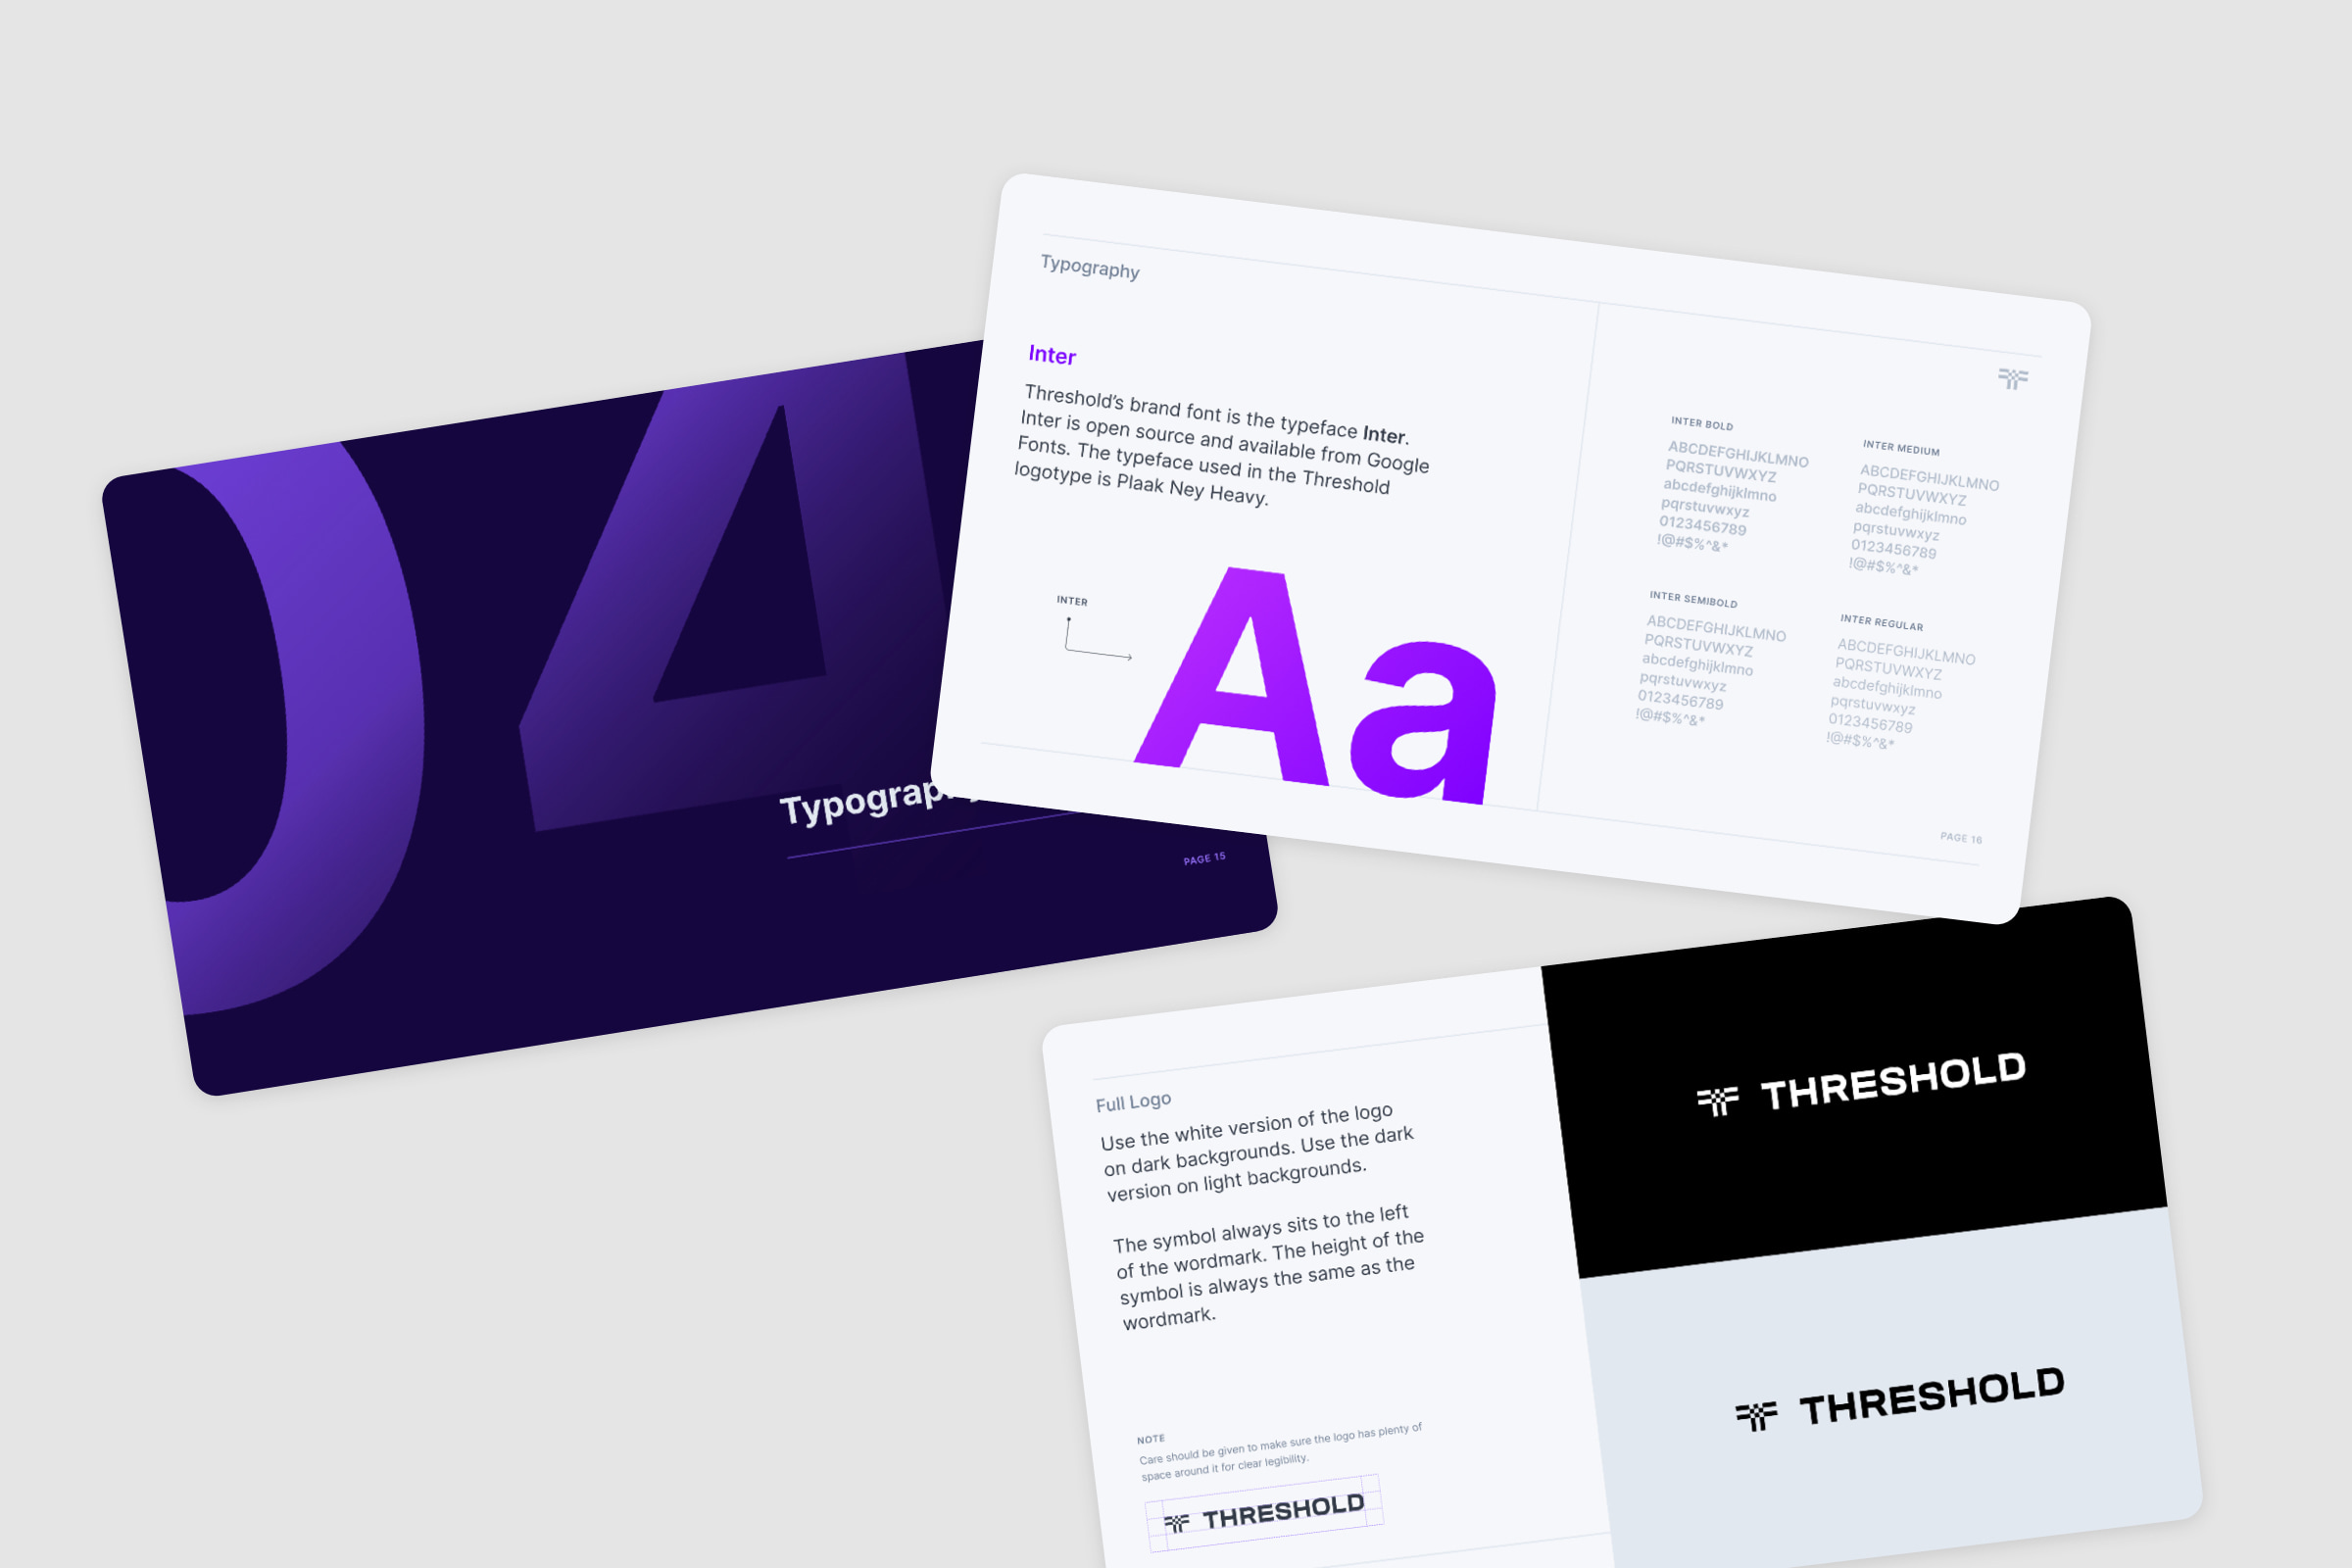 04
Typography
PAGE 15
Typography
Inter
Threshold’s brand font is the typeface Inter.
Inter is open source and available from Google
Fonts. The typeface used in the Threshold
logotype is Plaak Ney Heavy.
INTER
Aa
INTER BOLD
ABCDEFGHIJKLMNO
PQRSTUVWXYZ
abcdefghijklmno
pqrstuvwxyz
0123456789
!@#$%^&*
INTER MEDIUM
ABCDEFGHIJKLMNO
PQRSTUVWXYZ
abcdefghijklmno
pqrstuvwxyz
0123456789
!@#$%^&*
INTER SEMIBOLD
ABCDEFGHIJKLMNO
PQRSTUVWXYZ
abcdefghijklmno
pqrstuvwxyz
0123456789
!@#$%^&*
INTER REGULAR
ABCDEFGHIJKLMNO
PQRSTUVWXYZ
abcdefghijklmno
pqrstuvwxyz
0123456789
!@#$%^&*
PAGE 16
Full Logo
Use the white version of the logo
on dark backgrounds. Use the dark
version on light backgrounds.
The symbol always sits to the left
of the wordmark. The height of the
symbol is always the same as the
wordmark.
NOTE
Care should be given to make sure the logo has plenty of
space around it for clear legibility.
THRESHOLD
THRESHOLD
THRESHOLD